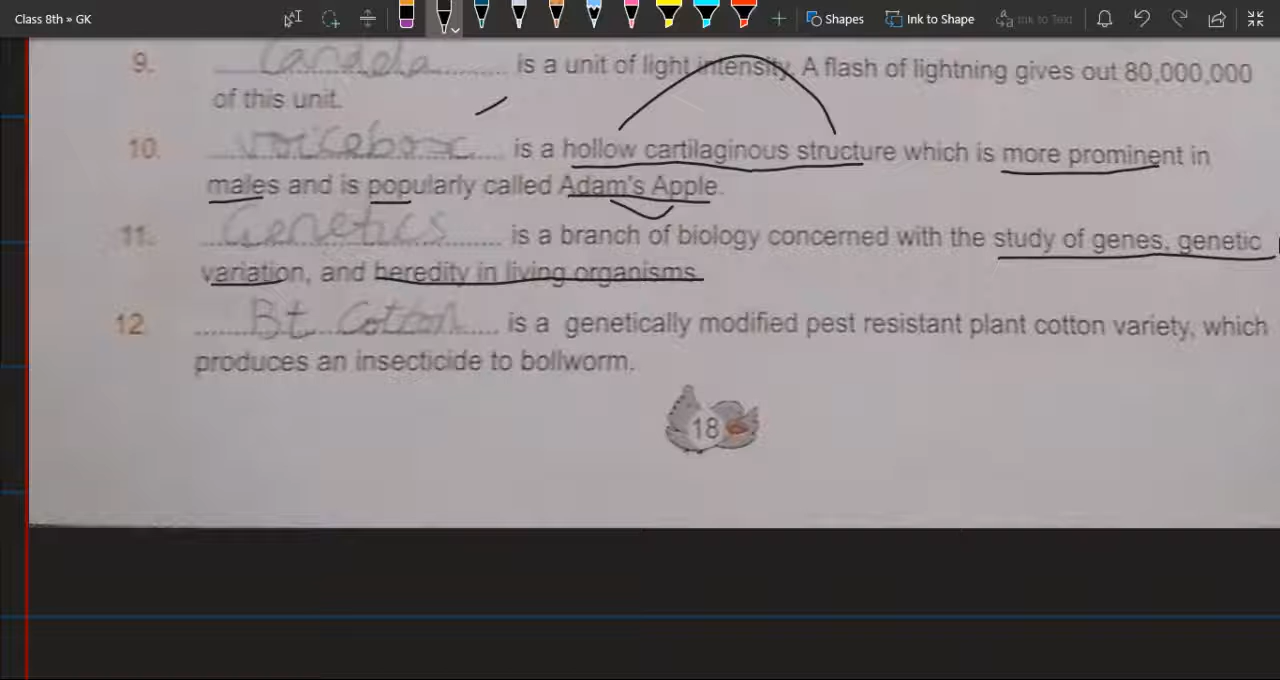 Class 8th » GK
Shapes
Ink to Shape
Ink to Text
9. Candela is a unit of light intensity. A flash of lightning gives out 80,000,000
of this unit.
10. voicebox is a hollow cartilaginous structure which is more prominent in
males and is popularly called Adam's Apple.
11. Genetics is a branch of biology concerned with the study of genes, genetic
variation, and heredity in living organisms.
12. Bt Cotton is a genetically modified pest resistant plant cotton variety, which
produces an insecticide to bollworm.
18